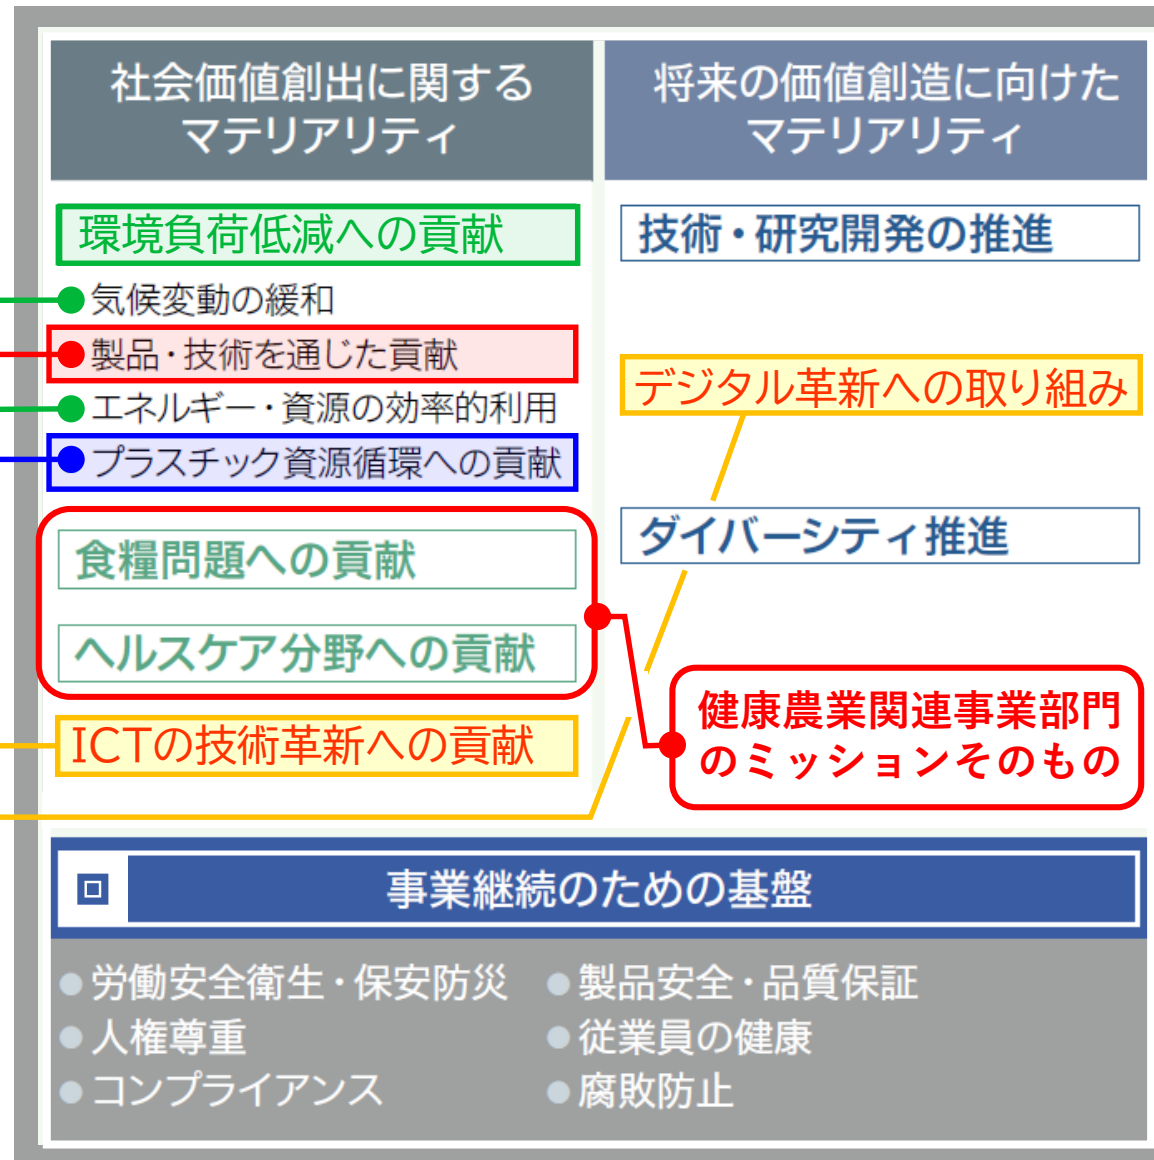 社会価値創出に関する
マテリアリティ
環境負荷低減への貢献
気候変動の緩和
製品・技術を通じた貢献
エネルギー・資源の効率的利用
プラスチック資源循環への貢献
食糧問題への貢献
ヘルスケア分野への貢献
ICTの技術革新への貢献
将来の価値創造に向けた
マテリアリティ
技術・研究開発の推進
デジタル革新への取り組み
ダイバーシティ推進
健康農業関連事業部門
のミッションそのもの
事業継続のための基盤
労働安全衛生・保安防災
人権尊重
コンプライアンス
製品安全・品質保証
従業員の健康
腐敗防止